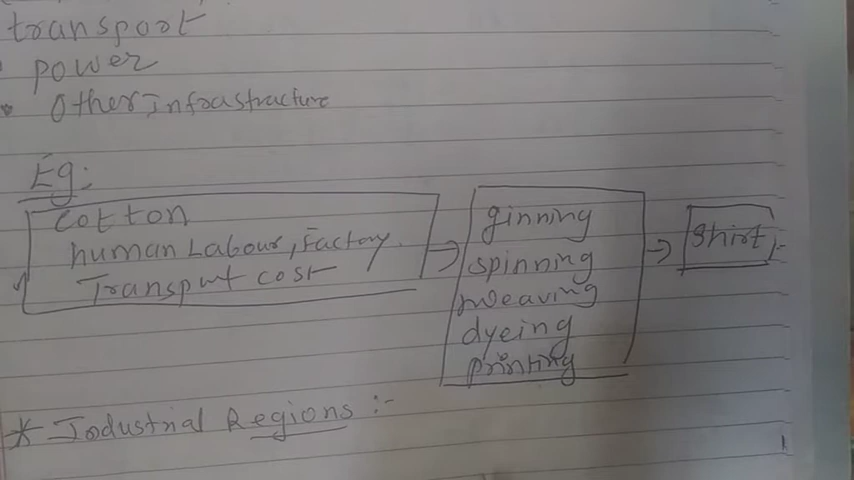 transport
power
Other Infrastructure
Eg:
cotton
human Labour, Factory.
Transport cost
ginning
spinning
weaving
dyeing
printing
Shirt
* Industrial Regions :-